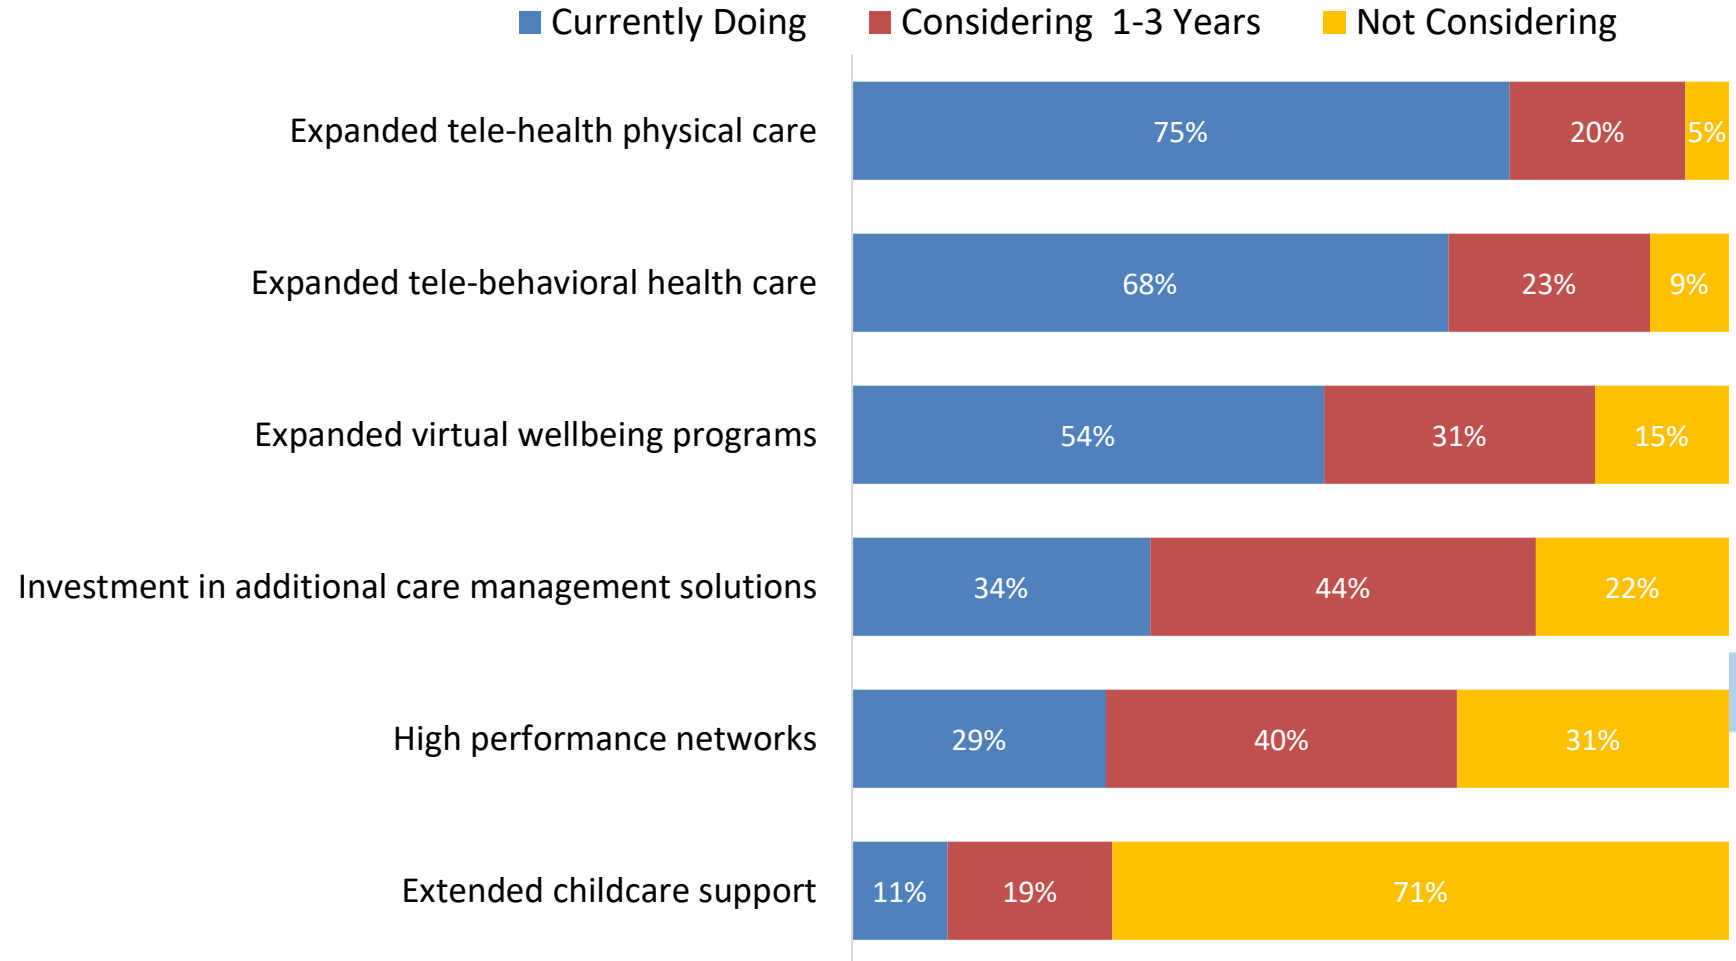 Currently Doing Considering 1-3 Years Not Considering
Expanded tele-health physical care 75% 20% 5%
Expanded tele-behavioral health care 68% 23% 9%
Expanded virtual wellbeing programs 54% 31% 15%
Investment in additional care management solutions 34% 44% 22%
High performance networks 29% 40% 31%
Extended childcare support 11% 19% 71%